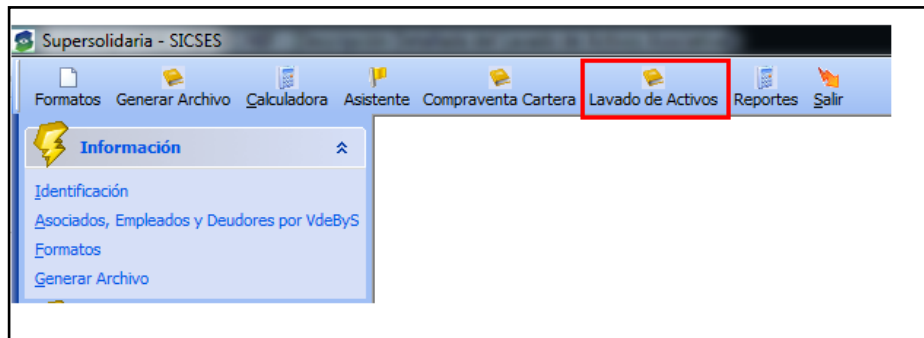 Supersolidaria - SICSES
Formatos Generar Archivo Calculadora Asistente Compraventa Cartera Lavado de Activos Reportes Salir
Información
Identificación
Asociados, Empleados y Deudores por VdeByS
Formatos
Generar Archivo